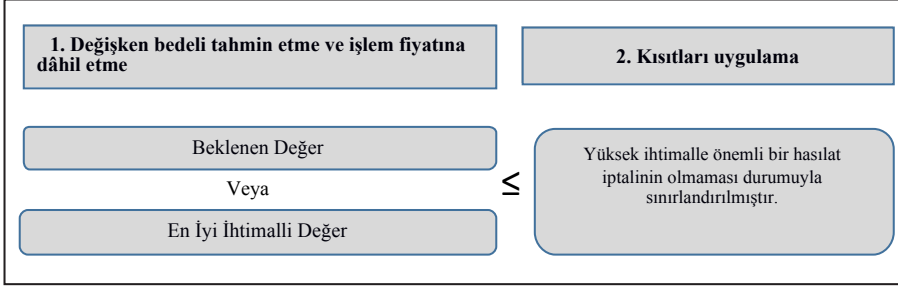 1. Değişken bedeli tahmin etme ve işlem fiyatına
dâhil etme
2. Kısıtları uygulama
Beklenen Değer
Veya
En İyi İhtimalli Değer
≤
Yüksek ihtimalle önemli bir hasılat
iptalinin olmaması durumuyla
sınırlandırılmıştır.